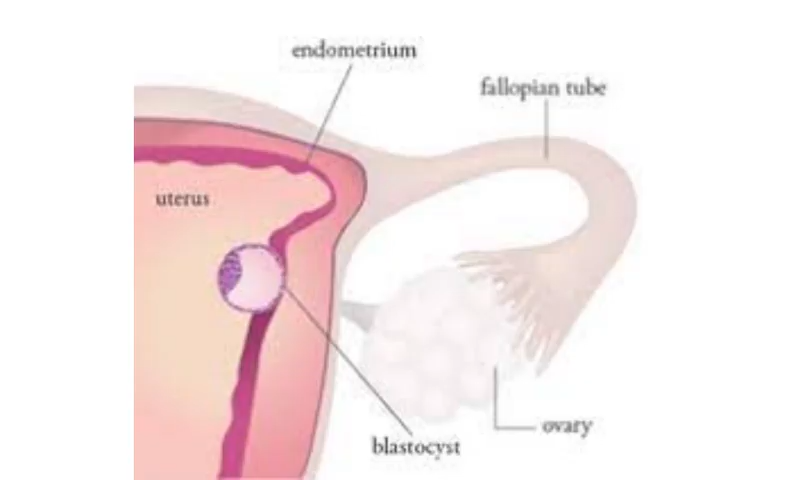 endometrium
fallopian tube
uterus
ovary
blastocyst